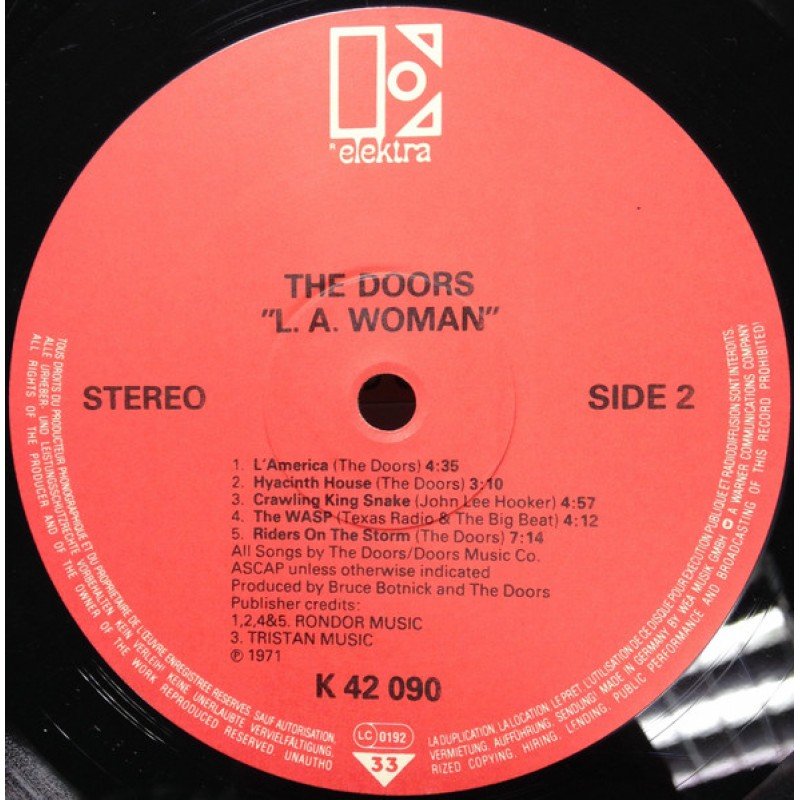 elektra
THE DOORS
"L. A. WOMAN"
STEREO
SIDE 2
1. L'America (The Doors) 4:35
2. Hyacinth House (The Doors) 3:10
3. Crawling King Snake (John Lee Hooker) 4:57
4. The WASP (Texas Radio & The Big Beat) 4:12
5. Riders On The Storm (The Doors) 7:14
All Songs by The Doors/Doors Music Co.
ASCAP unless otherwise indicated
Produced by Bruce Botnick and The Doors
Publisher credits:
1,2,4&5. RONDOR MUSIC
3. TRISTAN MUSIC
℗ 1971
K 42 090
LC 0192
33
TOUS DROITS DU PRODUCTEUR PHONOGRAPHIQUE ET DU PROPRIETAIRE DE L'ŒUVRE ENREGISTREE RESERVES. SAUF AUTORISATION, LA DUPLICATION, LA LOCATION, LE PRET, L'UTILISATION DE CE DISQUE POUR EXECUTION PUBLIQUE ET RADIODIFFUSION SONT INTERDITS.
ALLE URHEBER- UND LEISTUNGSSCHUTZRECHTE VORBEHALTEN. KEIN VERLEIH! KEINE UNERLAUBTE VERVIELFÄLTIGUNG, VERMIETUNG, AUFFÜHRUNG, SENDUNG! MADE IN GERMANY BY WEA MUSIK GMBH A WARNER COMMUNICATIONS COMPANY
ALL RIGHTS OF THE PRODUCER AND OF THE OWNER OF THE WORK REPRODUCED RESERVED. UNAUTHORIZED COPYING, HIRING, LENDING, PUBLIC PERFORMANCE AND BROADCASTING OF THIS RECORD PROHIBITED!